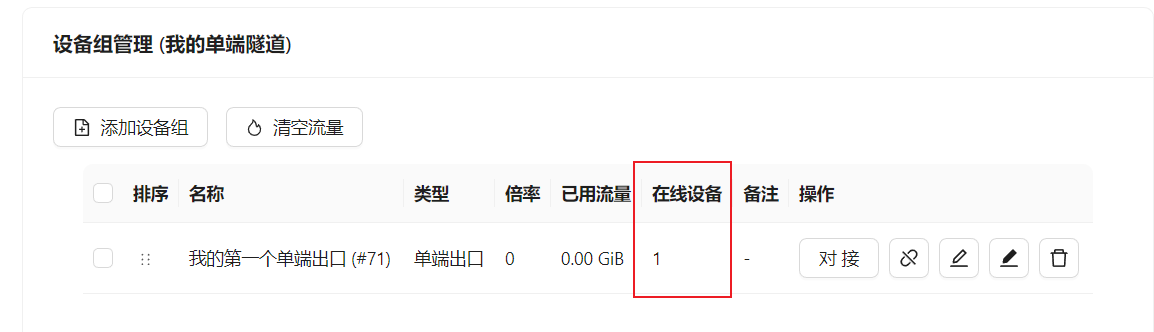 设备组管理 (我的单端隧道)
添加设备组 清空流量
排序 名称 类型 倍率 已用流量 在线设备 备注 操作
我的第一个单端出口 (#71) 单端出口 0 0.00 GiB 1 - 对 接